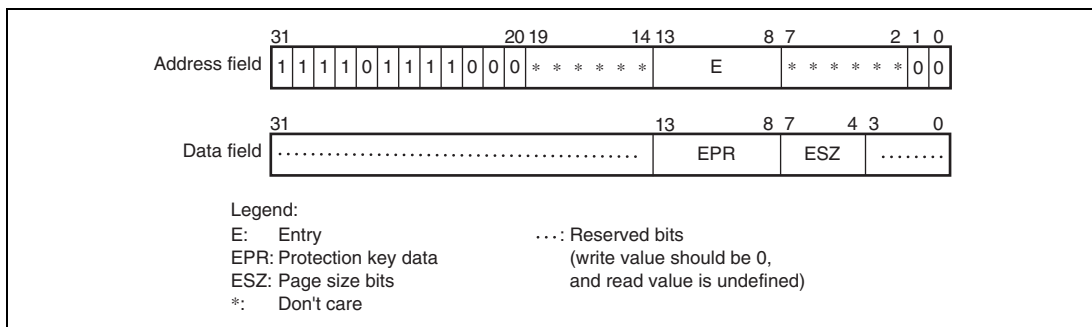 31 20 19 14 13 8 7 2 1 0
Address field 1 1 1 1 0 1 1 1 1 0 0 0 * * * * * * E * * * * * * 0 0
31 13 8 7 4 3 0
Data field ............................................. EPR ESZ ........
Legend:
E: Entry ...: Reserved bits
EPR: Protection key data (write value should be 0,
ESZ: Page size bits and read value is undefined)
*: Don't care